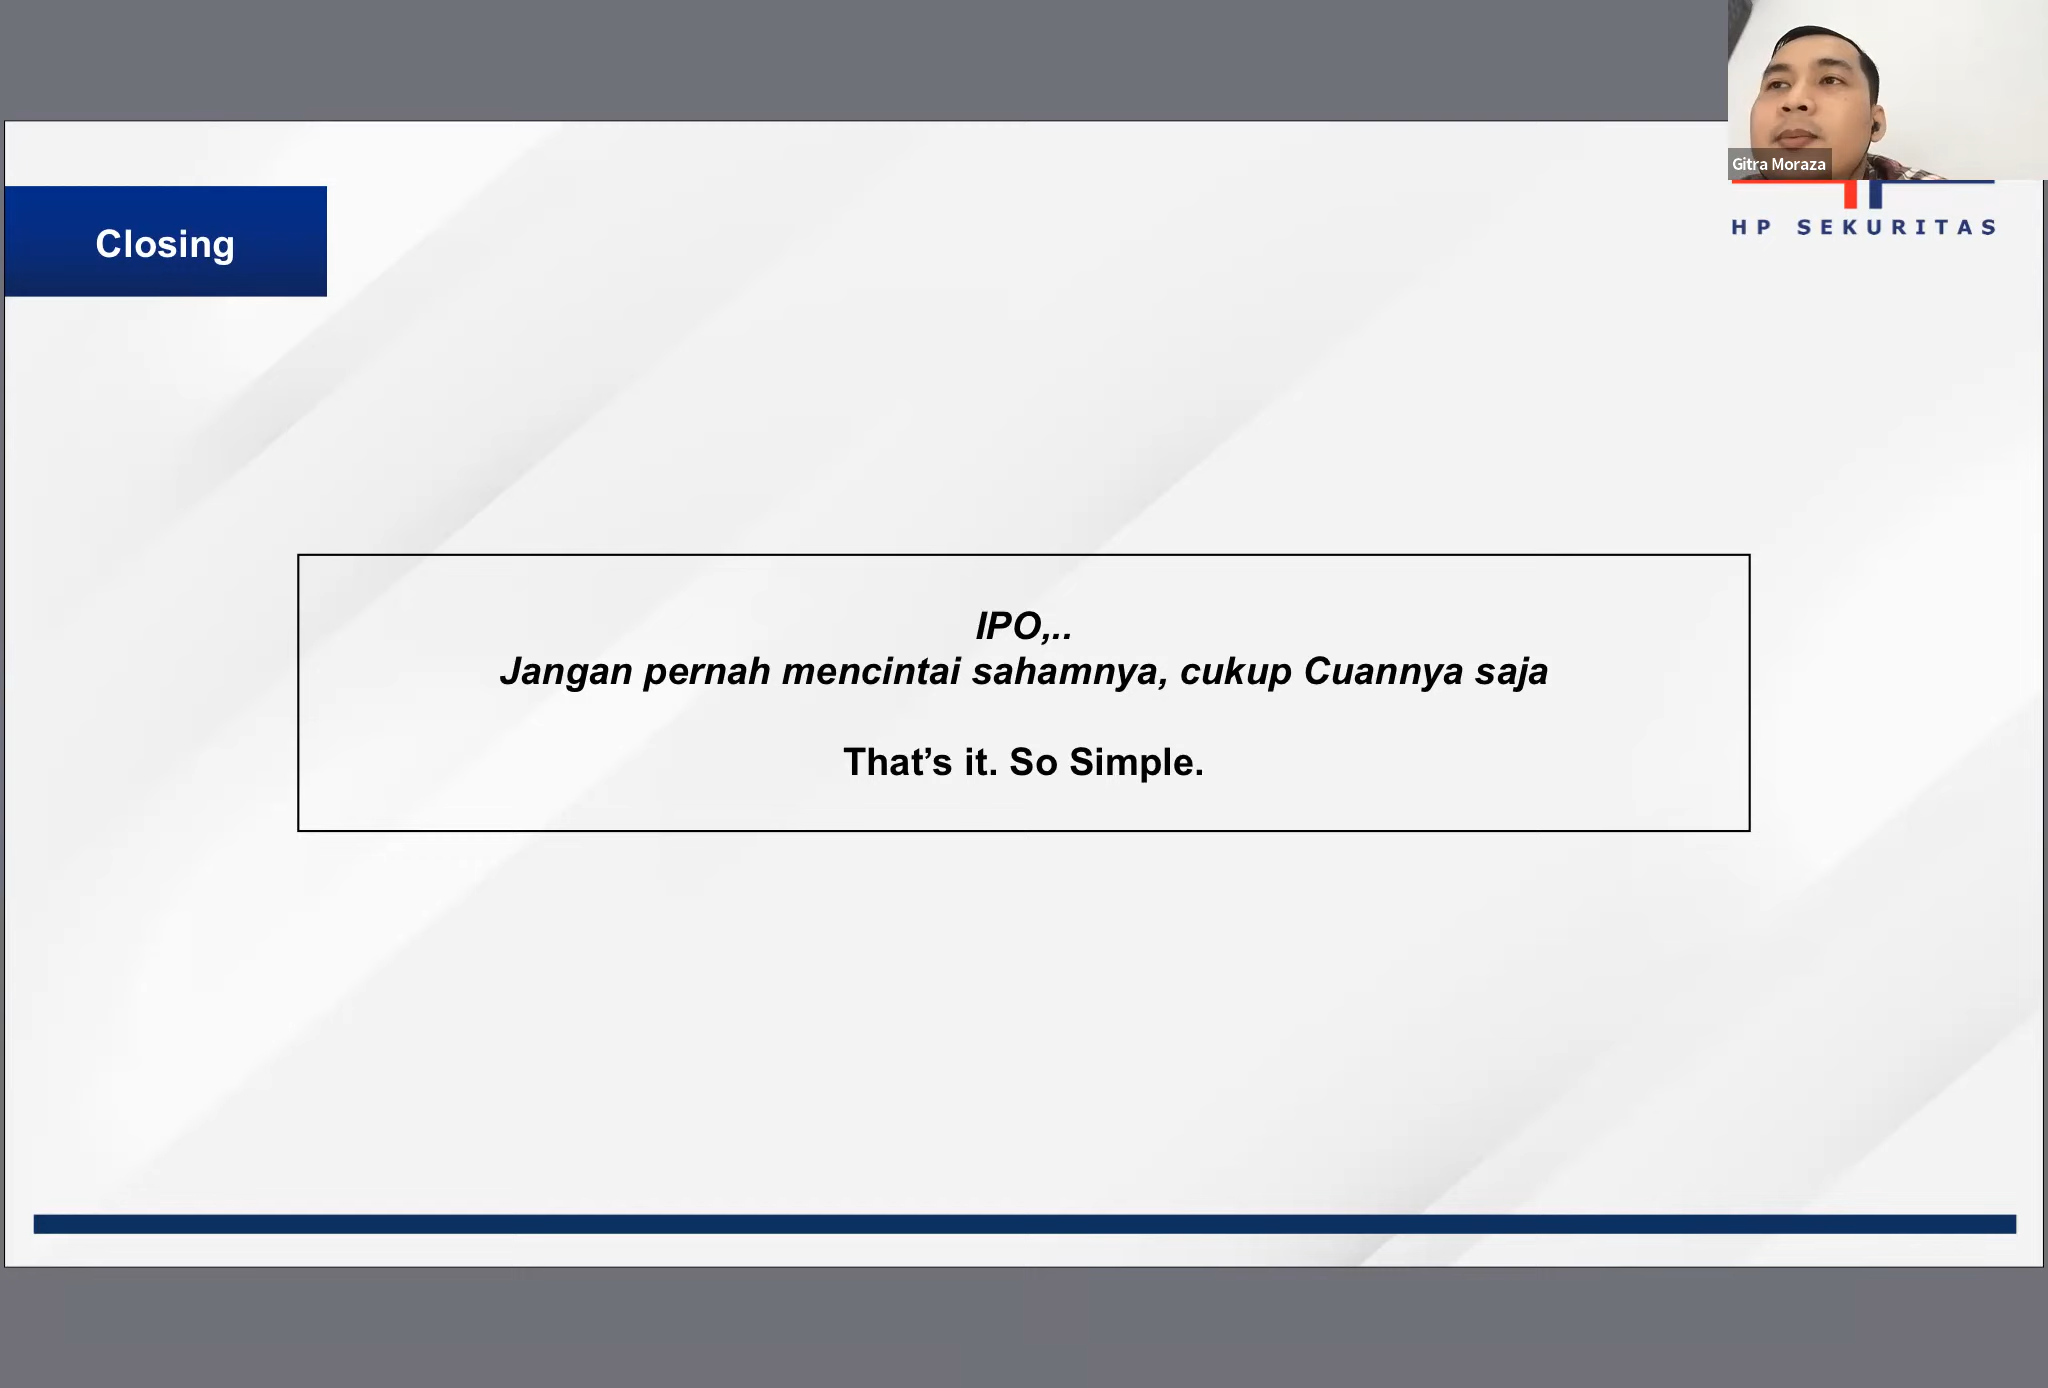 Gitra Moraza
HP SEKURITAS
Closing
IPO,..
Jangan pernah mencintai sahamnya, cukup Cuannya saja
That’s it. So Simple.